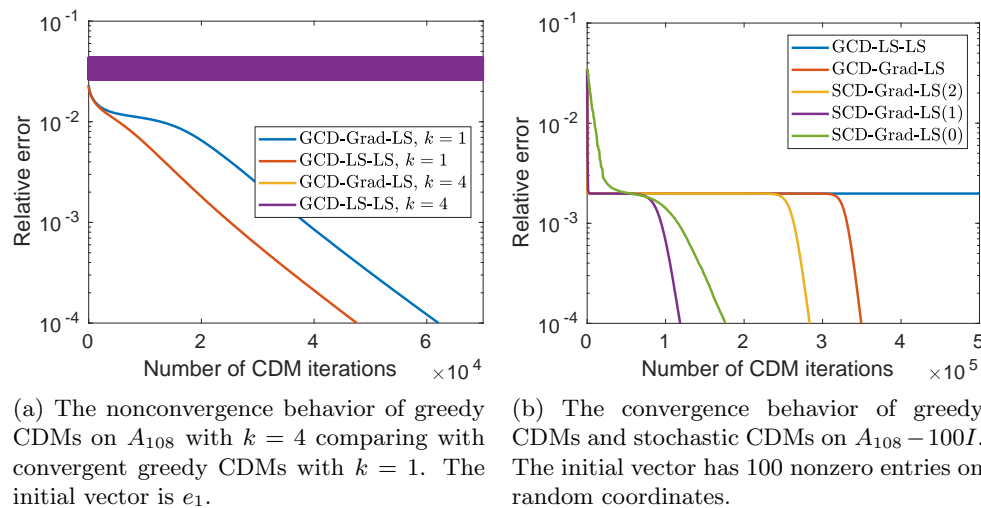 10^{-1}
10^{-2}
10^{-3}
10^{-4}
Relative error
GCD-Grad-LS, k = 1
GCD-LS-LS, k = 1
GCD-Grad-LS, k = 4
GCD-LS-LS, k = 4
0 2 4 6
Number of CDM iterations ×10^4
10^{-1}
10^{-2}
10^{-3}
10^{-4}
Relative error
GCD-LS-LS
GCD-Grad-LS
SCD-Grad-LS(2)
SCD-Grad-LS(1)
SCD-Grad-LS(0)
0 1 2 3 4 5
Number of CDM iterations ×10^5
(a) The nonconvergence behavior of greedy
CDMs on A_{108} with k = 4 comparing with
convergent greedy CDMs with k = 1. The
initial vector is e_1.
(b) The convergence behavior of greedy
CDMs and stochastic CDMs on A_{108} − 100I.
The initial vector has 100 nonzero entries on
random coordinates.